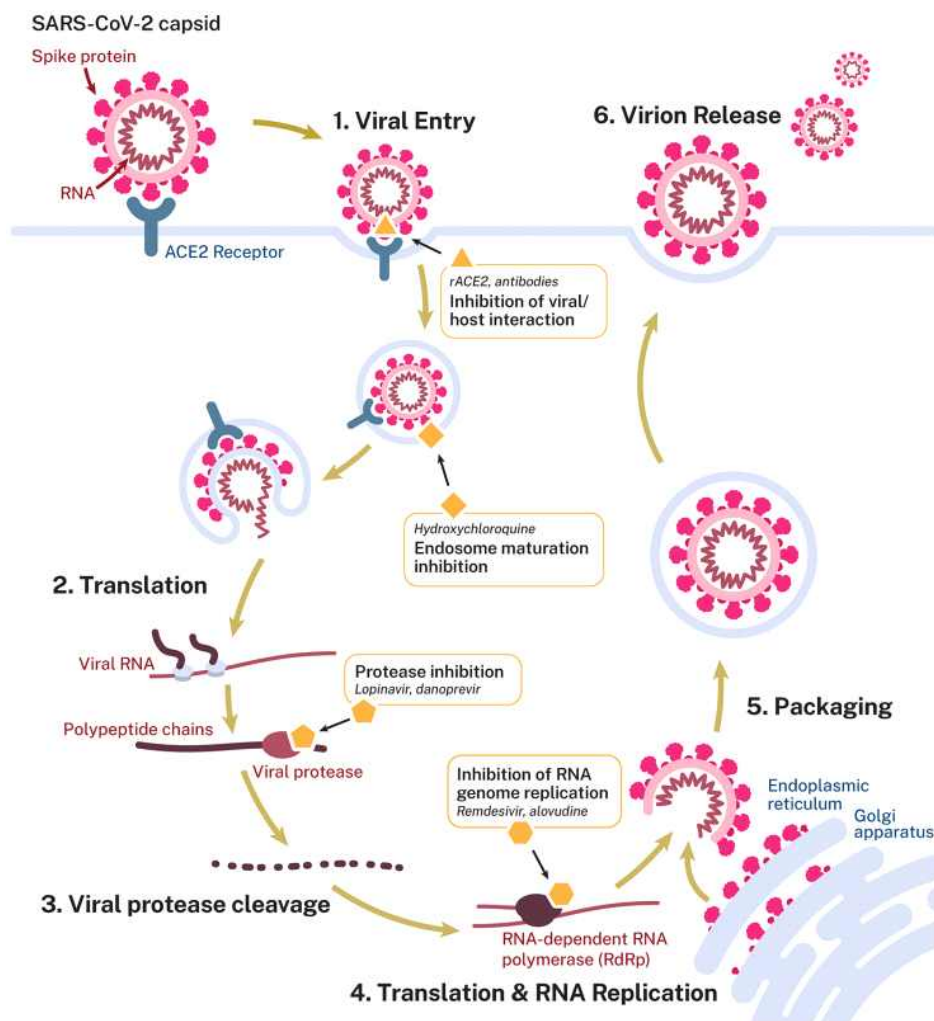 SARS-CoV-2 capsid
Spike protein
RNA
ACE2 Receptor
1. Viral Entry
rACE2, antibodies
Inhibition of viral/
host interaction
Hydroxychloroquine
Endosome maturation
inhibition
2. Translation
Viral RNA
Polypeptide chains
Viral protease
Protease inhibition
Lopinavir, danoprevir
3. Viral protease cleavage
Inhibition of RNA
genome replication
Remdesivir, alovudine
RNA-dependent RNA
polymerase (RdRp)
4. Translation & RNA Replication
5. Packaging
Endoplasmic
reticulum
Golgi
apparatus
6. Virion Release